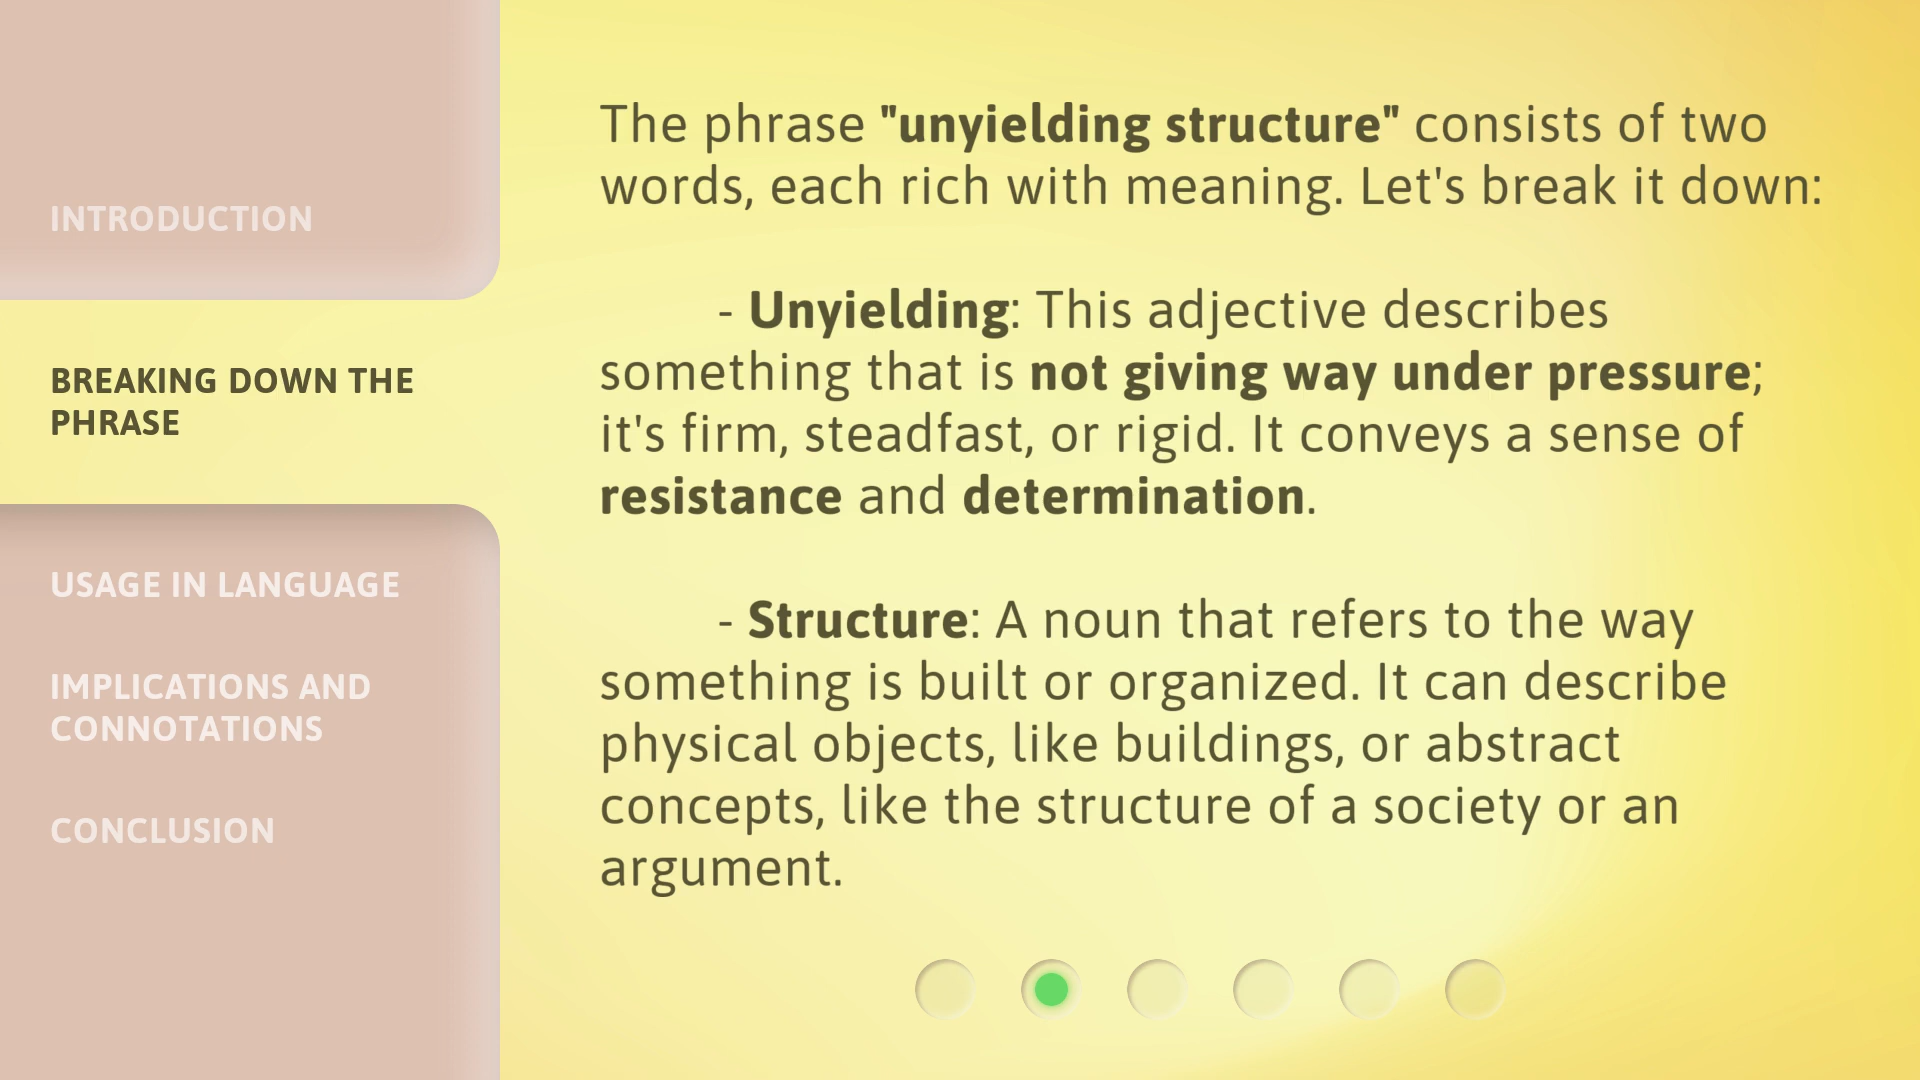 INTRODUCTION
BREAKING DOWN THE
PHRASE
USAGE IN LANGUAGE
IMPLICATIONS AND
CONNOTATIONS
CONCLUSION
The phrase "unyielding structure" consists of two
words, each rich with meaning. Let's break it down:
- Unyielding: This adjective describes
something that is not giving way under pressure;
it's firm, steadfast, or rigid. It conveys a sense of
resistance and determination.
- Structure: A noun that refers to the way
something is built or organized. It can describe
physical objects, like buildings, or abstract
concepts, like the structure of a society or an
argument.